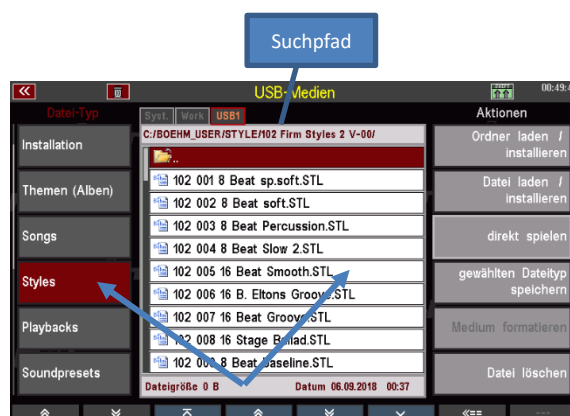 Suchpfad
USB-Medien
00:49:4
Datei-Typ
Syst. Work USB1
Aktionen
C:/BOEHM_USER/STYLE/102 Firm Styles 2 V-00/
Installation
Themen (Alben)
Songs
Styles
Playbacks
Soundpresets
..
102 001 8 Beat sp.soft.STL
102 002 8 Beat soft.STL
102 003 8 Beat Percussion.STL
102 004 8 Beat Slow 2.STL
102 005 16 Beat Smooth.STL
102 006 16 B. Eltons Groove.STL
102 007 16 Beat Groove.STL
102 008 16 Stage Ballad.STL
102 009 8 Beat Baseline.STL
Dateigröße 0 B Datum 06.09.2018 00:37
Ordner laden /
installieren
Datei laden /
installieren
direkt spielen
gewählten Dateityp
speichern
Medium formatieren
Datei löschen